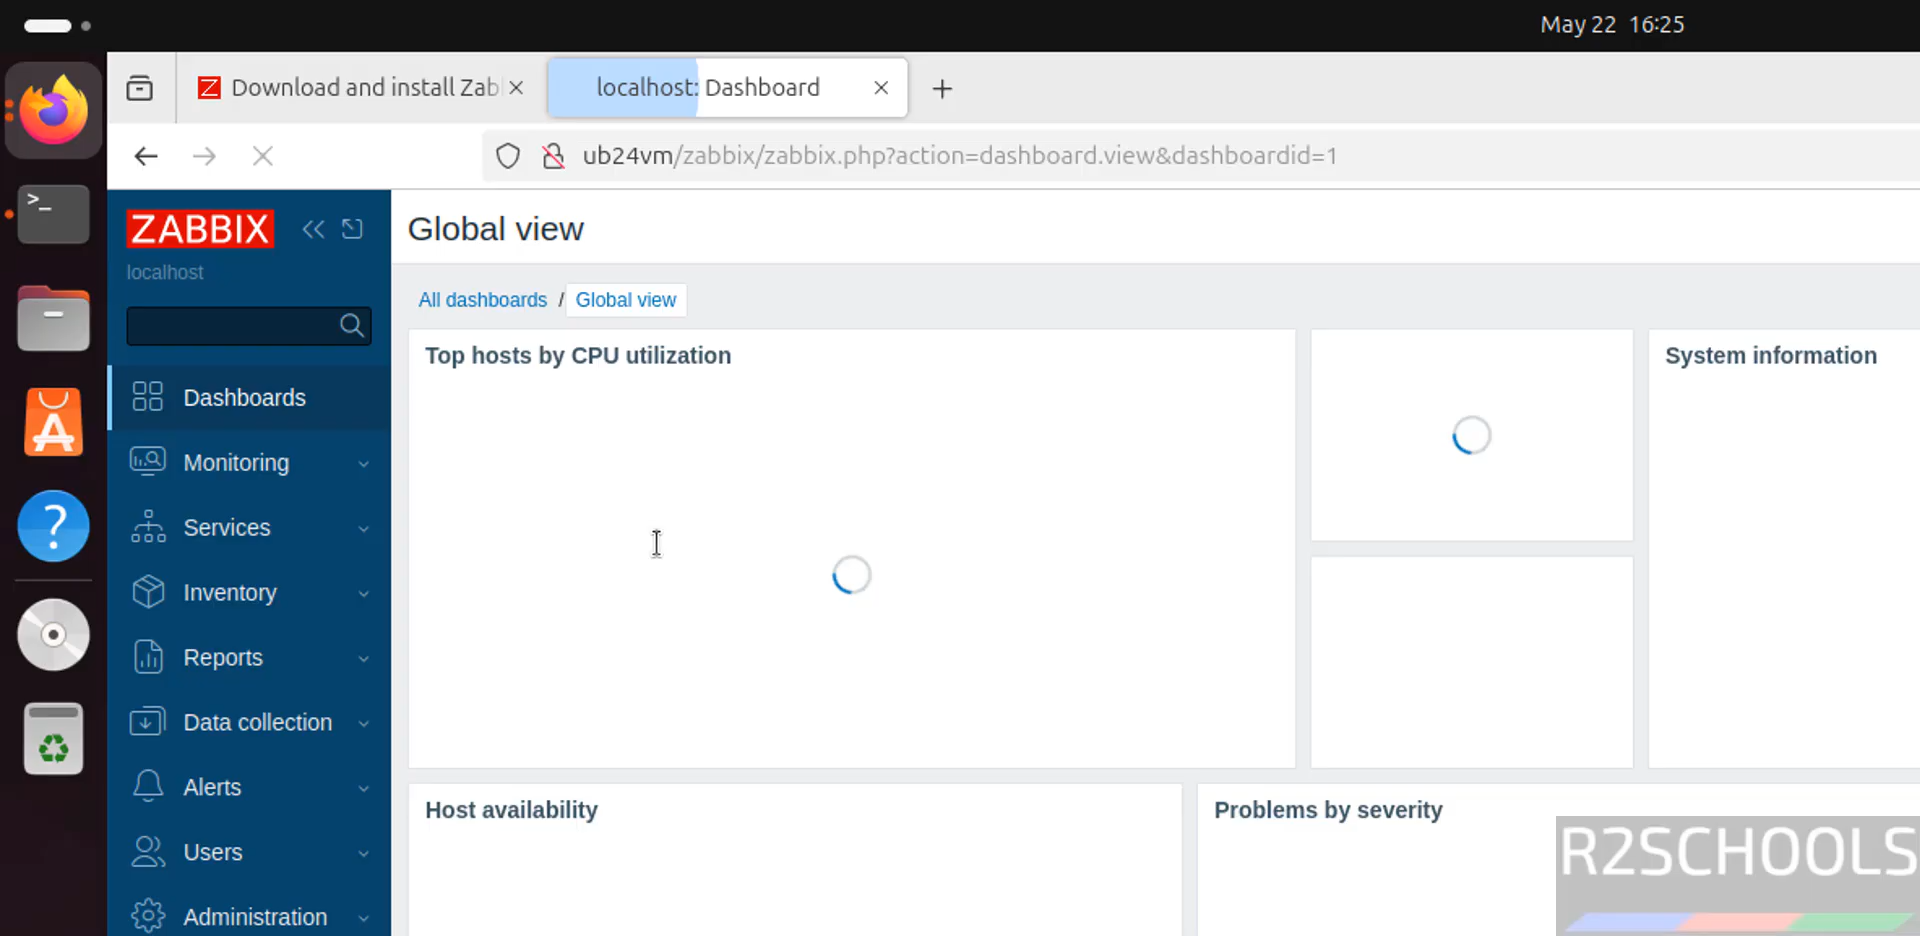 May 22 16:25
Download and install Zab
localhost: Dashboard
ub24vm/zabbix/zabbix.php?action=dashboard.view&dashboardid=1
ZABBIX
localhost
Global view
All dashboards / Global view
Top hosts by CPU utilization
System information
Dashboards
Monitoring
Services
Inventory
Reports
Data collection
Alerts
Users
Administration
Host availability
Problems by severity
R2SCHOOLS